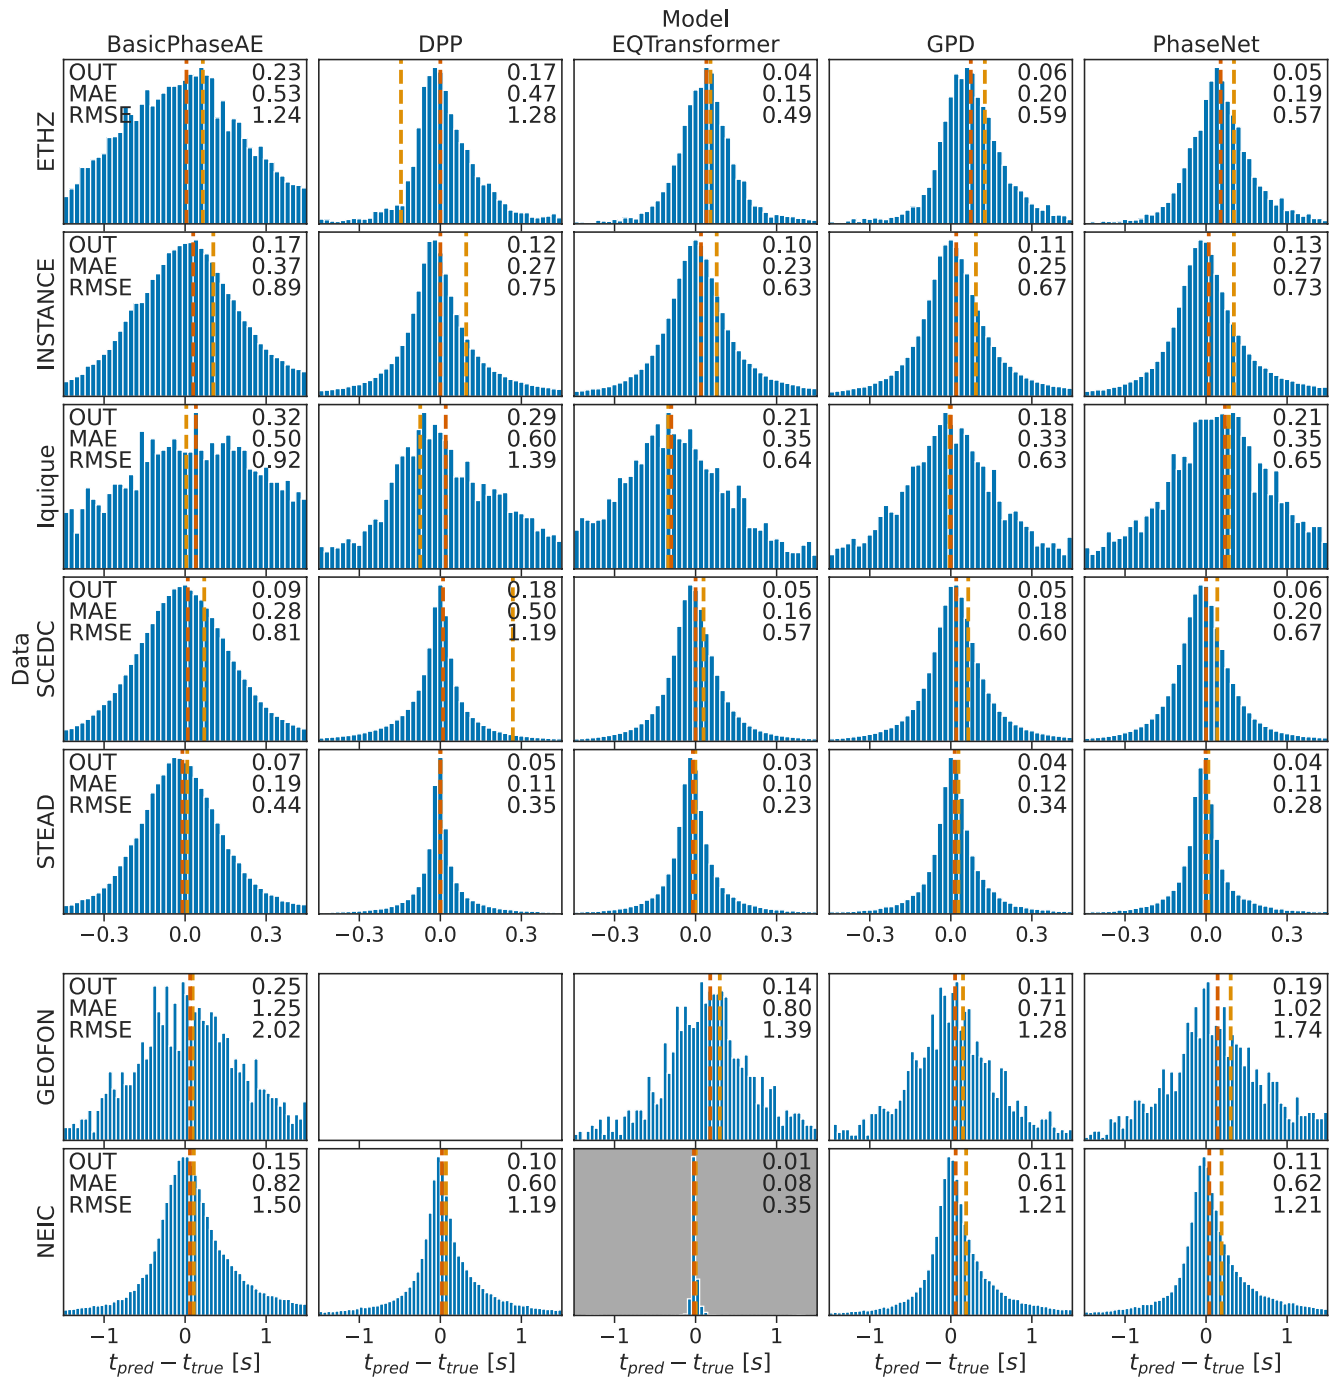 Model
BasicPhaseAE DPP EQTransformer GPD PhaseNet
Data
ETHZ
OUT 0.23 0.17 0.04 0.06 0.05
MAE 0.53 0.47 0.15 0.20 0.19
RMSE 1.24 1.28 0.49 0.59 0.57
INSTANCE
OUT 0.17 0.12 0.10 0.11 0.13
MAE 0.37 0.27 0.23 0.25 0.27
RMSE 0.89 0.75 0.63 0.67 0.73
Iquique
OUT 0.32 0.29 0.21 0.18 0.21
MAE 0.50 0.60 0.35 0.33 0.35
RMSE 0.92 1.39 0.64 0.63 0.65
SCEDC
OUT 0.09 0.18 0.05 0.05 0.06
MAE 0.28 0.50 0.16 0.18 0.20
RMSE 0.81 1.19 0.57 0.60 0.67
STEAD
OUT 0.07 0.05 0.03 0.04 0.04
MAE 0.19 0.11 0.10 0.12 0.11
RMSE 0.44 0.35 0.23 0.34 0.28
−0.3 0.0 0.3 −0.3 0.0 0.3 −0.3 0.0 0.3 −0.3 0.0 0.3 −0.3 0.0 0.3
GEOFON
OUT 0.25 0.14 0.11 0.19
MAE 1.25 0.80 0.71 1.02
RMSE 2.02 1.39 1.28 1.74
NEIC
OUT 0.15 0.10 0.01 0.11 0.11
MAE 0.82 0.60 0.08 0.61 0.62
RMSE 1.50 1.19 0.35 1.21 1.21
−1 0 1 −1 0 1 −1 0 1 −1 0 1 −1 0 1
t_pred − t_true [s] t_pred − t_true [s] t_pred − t_true [s] t_pred − t_true [s] t_pred − t_true [s]